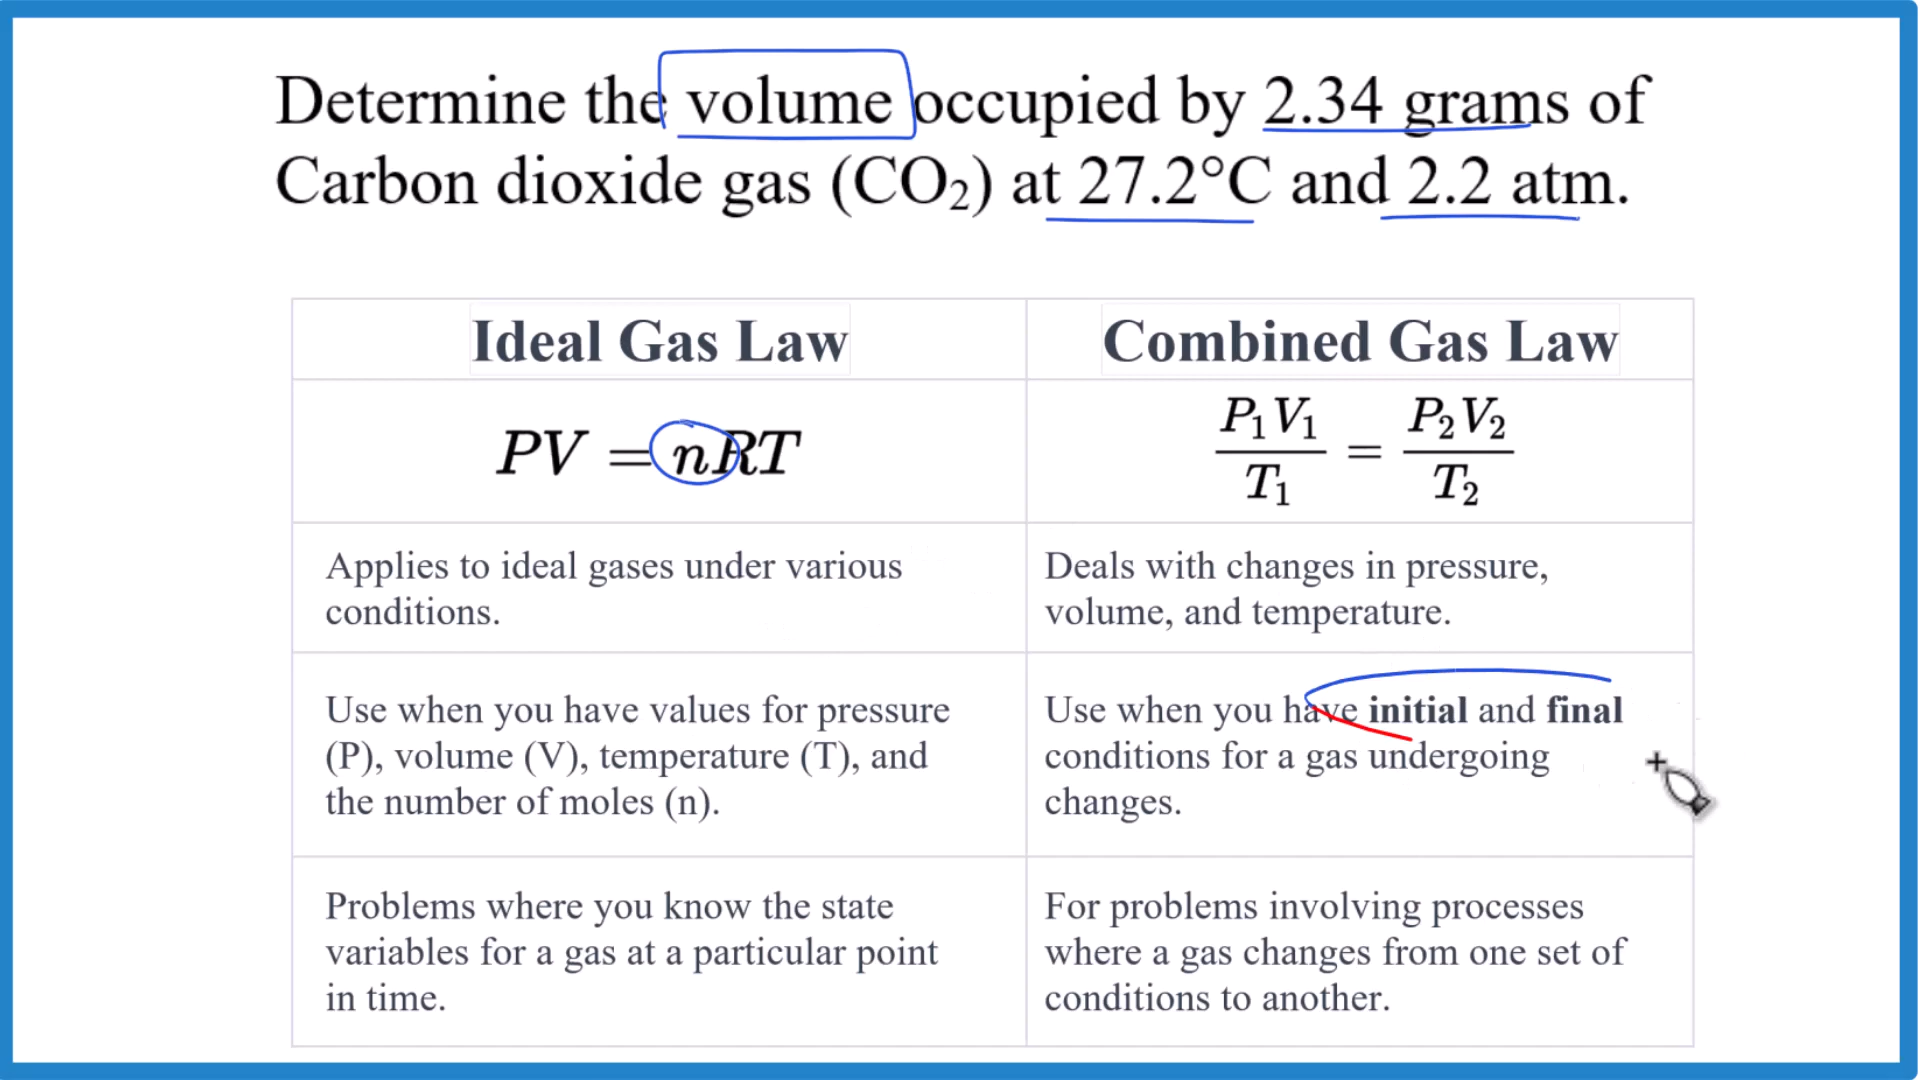 Determine the volume occupied by 2.34 grams of
Carbon dioxide gas (CO₂) at 27.2°C and 2.2 atm.
Ideal Gas Law
Combined Gas Law
PV = nRT
P₁V₁/T₁ = P₂V₂/T₂
Applies to ideal gases under various
conditions.
Deals with changes in pressure,
volume, and temperature.
Use when you have values for pressure
(P), volume (V), temperature (T), and
the number of moles (n).
Use when you have initial and final
conditions for a gas undergoing
changes.
Problems where you know the state
variables for a gas at a particular point
in time.
For problems involving processes
where a gas changes from one set of
conditions to another.